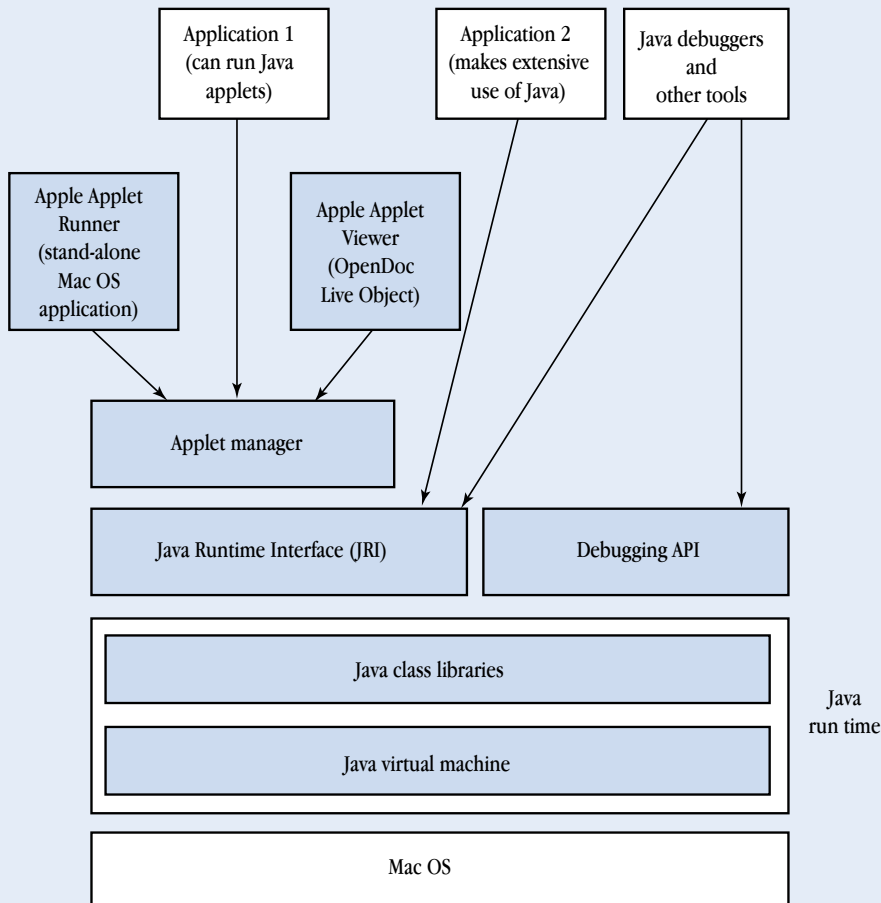 Application 1
(can run Java
applets)
Application 2
(makes extensive
use of Java)
Java debuggers
and
other tools
Apple Applet
Runner
(stand-alone
Mac OS
application)
Apple Applet
Viewer
(OpenDoc
Live Object)
Applet manager
Java Runtime Interface (JRI)
Debugging API
Java class libraries
Java virtual machine
Java
run time
Mac OS